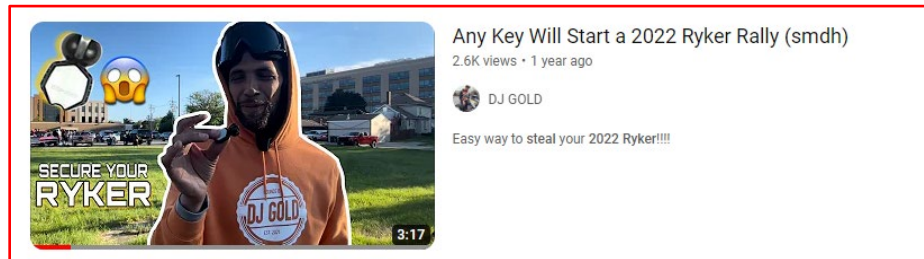 Any Key Will Start a 2022 Ryker Rally (smdh)
2.6K views • 1 year ago
DJ GOLD
Easy way to steal your 2022 Ryker!!!!
SECURE YOUR
RYKER
DJ GOLD
3:17